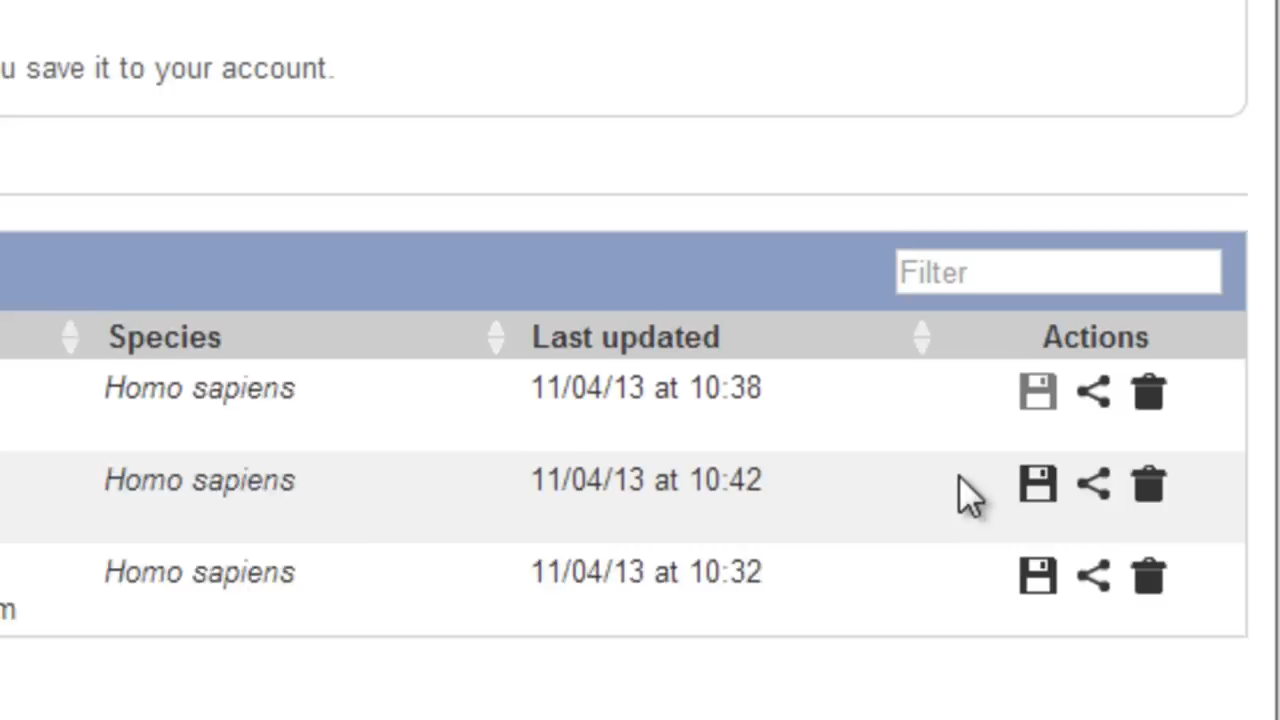 u save it to your account.
Filter
Species Last updated Actions
Homo sapiens 11/04/13 at 10:38
Homo sapiens 11/04/13 at 10:42
Homo sapiens 11/04/13 at 10:32
m